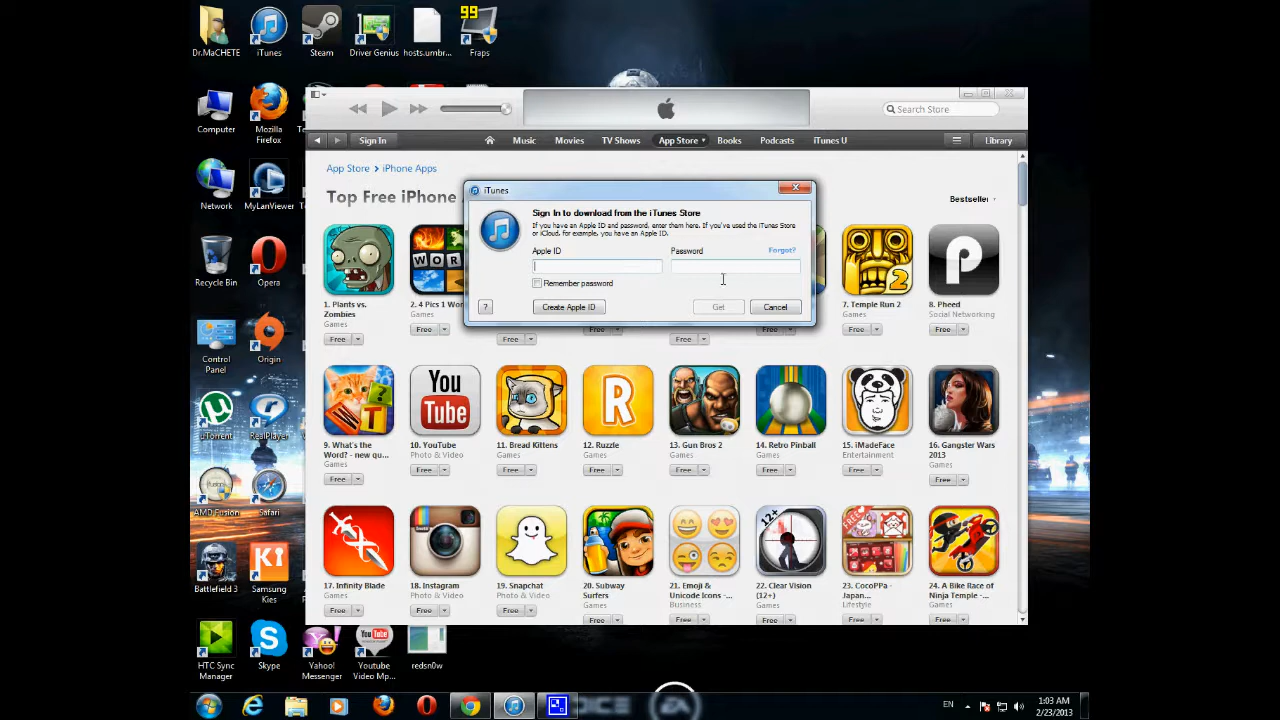 99
Dr.MaCHETE
iTunes
Steam
Driver Genius
hosts.umbr...
Fraps
Computer
Mozilla
Firefox
Network
MyLanViewer
Recycle Bin
Opera
Control
Panel
Origin
uTorrent
RealPlayer
AMD Fusion
Safari
Battlefield 3
Samsung
Kies
HTC Sync
Manager
Skype
Yahoo!
Messenger
Youtube
Video Mp...
redsn0w
Search Store
Sign In
Music
Movies
TV Shows
App Store
Books
Podcasts
iTunes U
Library
App Store > iPhone Apps
Top Free iPhone
Bestseller
iTunes
Sign In to download from the iTunes Store
If you have an Apple ID and password, enter them here. If you've used the iTunes Store
or iCloud, for example, you have an Apple ID.
Apple ID
Password
Forgot?
Remember password
?
Create Apple ID
Get
Cancel
WOR
2
1. Plants vs.
Zombies
Games
Free
2. 4 Pics 1 Wor
Games
Free
Free
Free
7. Temple Run 2
Games
Free
8. Pheed
Social Networking
Free
W
T
You
Tube
R
9. What's the
Word? - new qu...
Games
Free
10. YouTube
Photo & Video
Free
11. Bread Kittens
Games
Free
12. Ruzzle
Games
Free
13. Gun Bros 2
Games
Free
14. Retro Pinball
Games
Free
15. iMadeFace
Entertainment
Free
16. Gangster Wars
2013
Games
Free
12+
FREE
17. Infinity Blade
Games
Free
18. Instagram
Photo & Video
Free
19. Snapchat
Photo & Video
Free
20. Subway
Surfers
Games
Free
21. Emoji &
Unicode Icons -...
Business
Free
22. Clear Vision
(12+)
Games
Free
23. CocoPPa -
Japan...
Lifestyle
Free
24. A Bike Race of
Ninja Temple -...
Games
Free
DICE
EA
EN
1:03 AM
2/23/2013